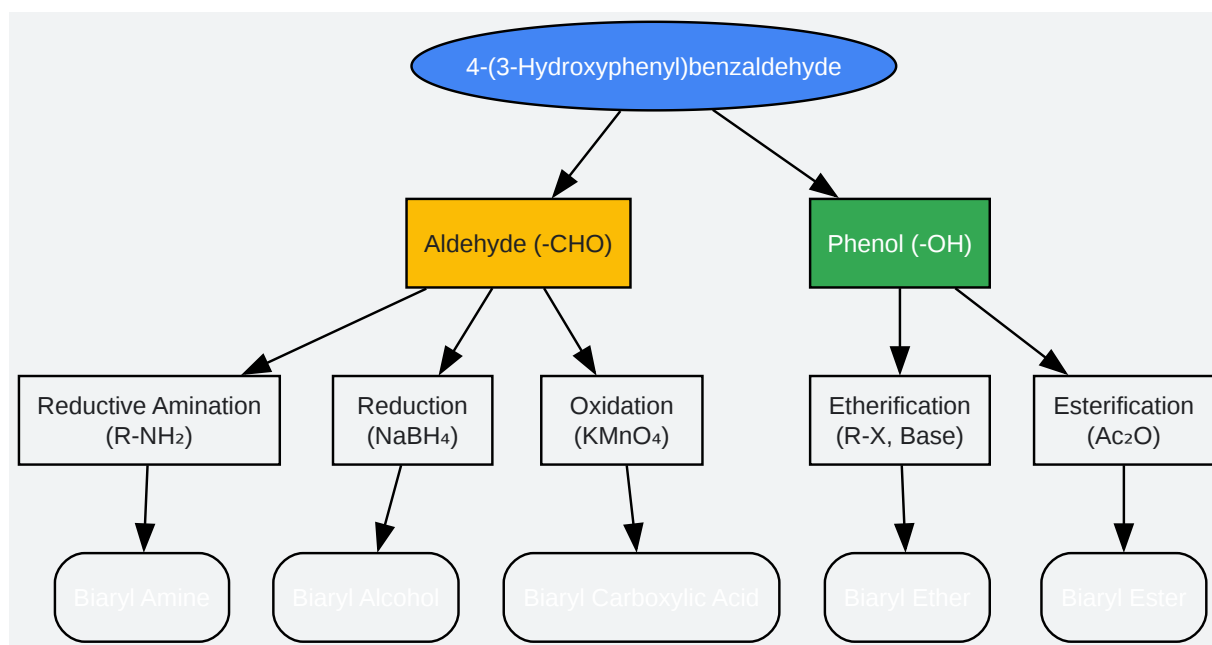 4-(3-Hydroxyphenyl)benzaldehyde
Aldehyde (-CHO)
Phenol (-OH)
Reductive Amination
(R-NH₂)
Reduction
(NaBH₄)
Oxidation
(KMnO₄)
Etherification
(R-X, Base)
Esterification
(Ac₂O)
Biaryl Amine
Biaryl Alcohol
Biaryl Carboxylic Acid
Biaryl Ether
Biaryl Ester